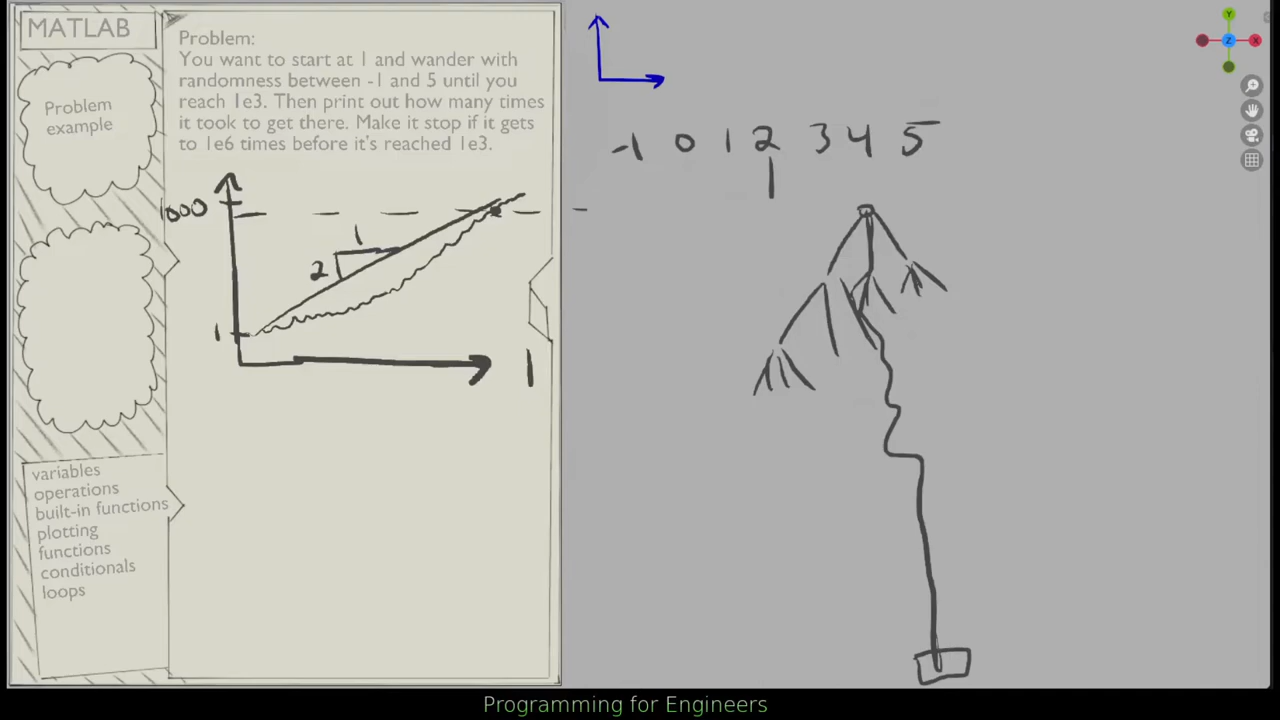 MATLAB
Problem
example
variables
operations
built-in functions
plotting
functions
conditionals
loops
Problem:
You want to start at 1 and wander with
randomness between -1 and 5 until you
reach 1e3. Then print out how many times
it took to get there. Make it stop if it gets
to 1e6 times before it's reached 1e3.
1000
1
2
1
1
-1 0 1 2 3 4 5
1
Y
Z
X
Programming for Engineers